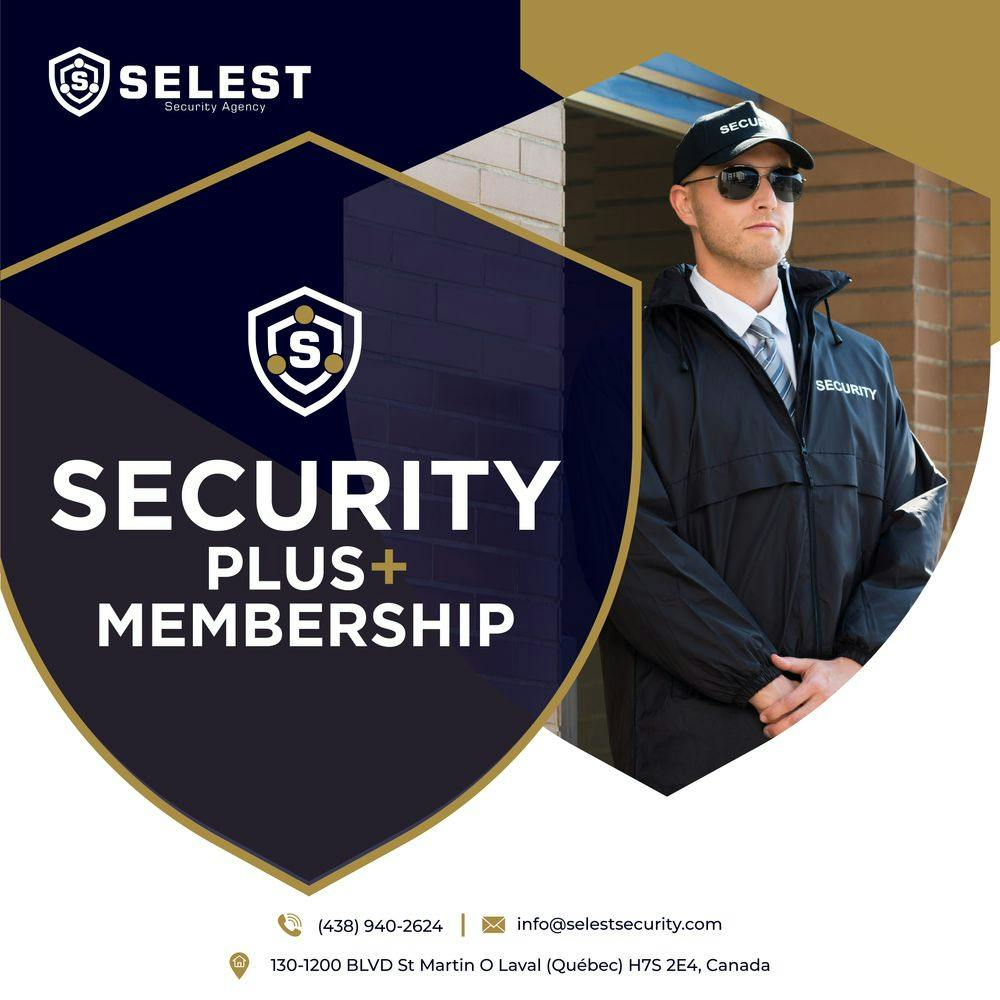 S
SELEST
Security Agency
SECUR
SECURITY
S
SECURITY
PLUS+
MEMBERSHIP
(438) 940-2624 | info@selestsecurity.com
130-1200 BLVD St Martin O Laval (Québec) H7S 2E4, Canada